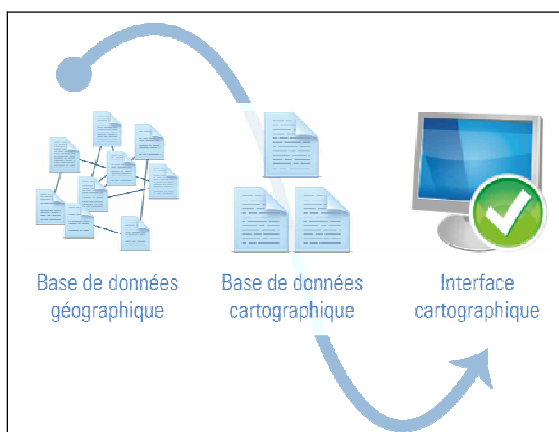 Base de données
géographique
Base de données
cartographique
Interface
cartographique